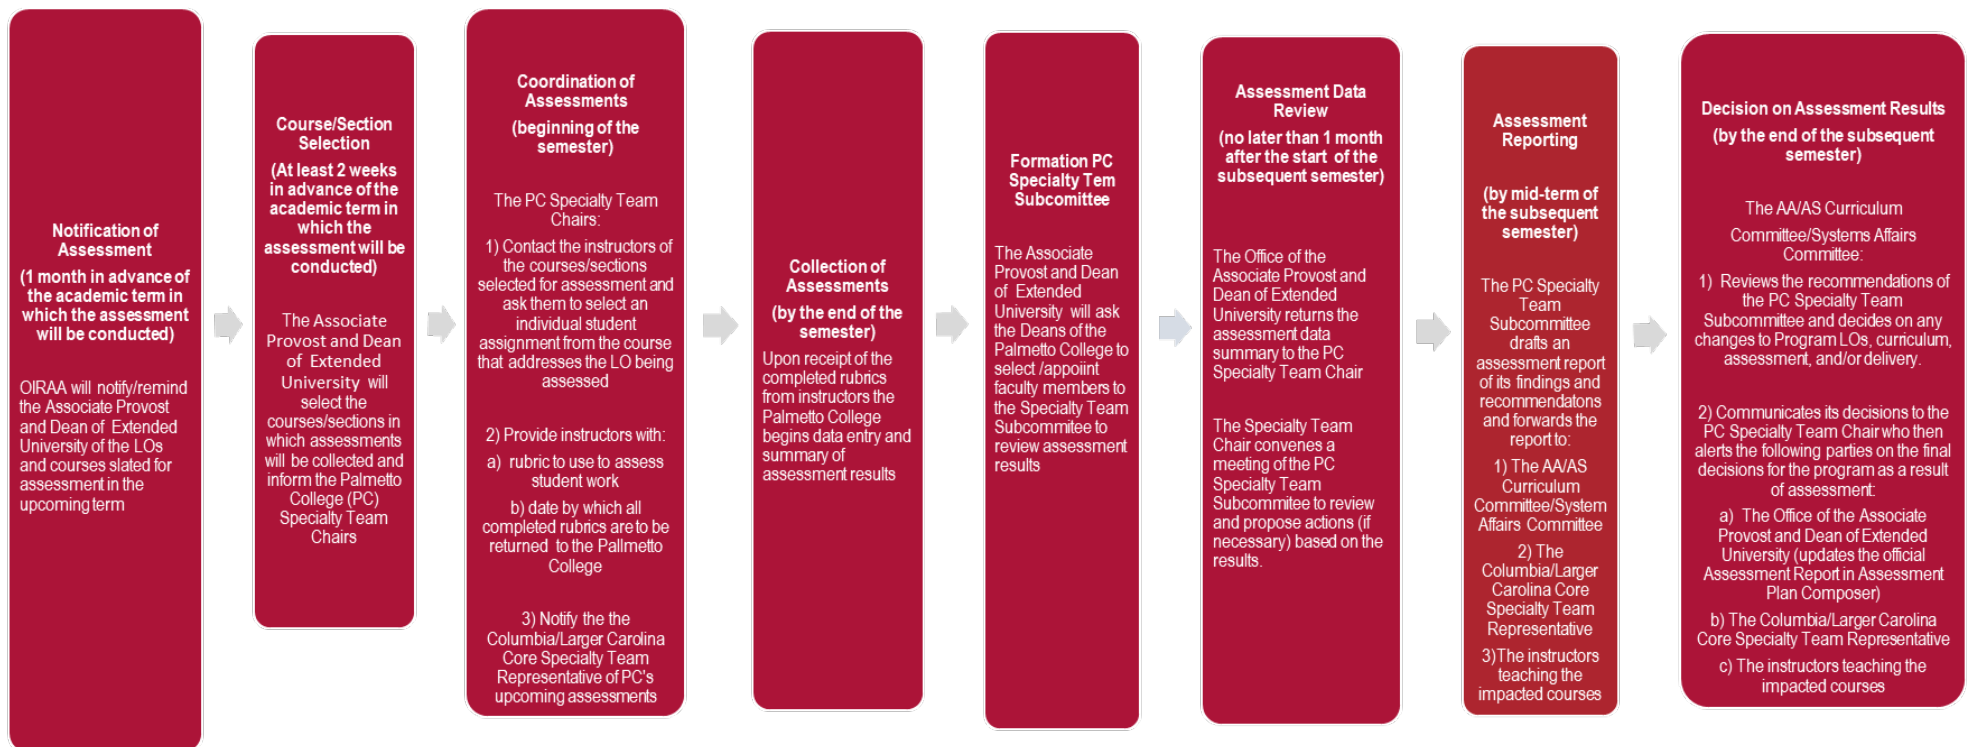 Notification of
Assessment
(1 month in advance of
the academic term in
which the assessment
will be conducted)
OIRAA will notify/remind
the Associate Provost
and Dean of Extended
University of the LOs
and courses slated for
assessment in the
upcoming term
Course/Section
Selection
(At least 2 weeks
in advance of the
academic term in
which the
assessment will be
conducted)
The Associate
Provost and Dean
of Extended
University will
select the
courses/sections in
which assessments
will be collected and
inform the Palmetto
College (PC)
Specialty Team
Chairs
Coordination of
Assessments
(beginning of the
semester)
The PC Specialty Team
Chairs:
1) Contact the instructors of
the courses/sections
selected for assessment and
ask them to select an
individual student
assignment from the course
that addresses the LO being
assessed
2) Provide instructors with:
a) rubric to use to assess
student work
b) date by which all
completed rubrics are to be
returned to the Pallmetto
College
3) Notify the the
Columbia/Larger Carolina
Core Specialty Team
Representative of PC's
upcoming assessments
Collection of
Assessments
(by the end of the
semester)
Upon receipt of the
completed rubrics
from instructors the
Palmetto College
begins data entry and
summary of
assessment results
Formation PC
Specialty Tem
Subcomittee
The Associate
Provost and Dean
of Extended
University will ask
the Deans of the
Palmetto College to
select /appoiint
faculty members to
the Specialty Team
Subcommitee to
review assessment
results
Assessment Data
Review
(no later than 1 month
after the start of the
subsequent semester)
The Office of the
Associate Provost and
Dean of Extended
University returns the
assessment data
summary to the PC
Specialty Team Chair
The Specialty Team
Chair convenes a
meeting of the PC
Specialty Team
Subcommitee to review
and propose actions (if
necessary) based on the
results.
Assessment
Reporting
(by mid-term of
the subsequent
semester)
The PC Specialty
Team
Subcommittee
drafts an
assessment report
of its findings and
recommendatons
and forwards the
report to:
1) The AA/AS
Curriculum
Committee/System
Affairs Committee
2) The
Columbia/Larger
Carolina Core
Specialty Team
Representative
3)The instructors
teaching the
impacted courses
Decision on Assessment Results
(by the end of the subsequent
semester)
The AA/AS Curriculum
Committee/Systems Affairs
Committee:
1) Reviews the recommendations of
the PC Specialty Team
Subcommittee and decides on any
changes to Program LOs, curriculum,
assessment, and/or delivery.
2) Communicates its decisions to the
PC Specialty Team Chair who then
alerts the following parties on the final
decisions for the program as a result
of assessment:
a) The Office of the Associate
Provost and Dean of Extended
University (updates the official
Assessment Report in Assessment
Plan Composer)
b) The Columbia/Larger Carolina
Core Specialty Team Representative
c) The instructors teaching the
impacted courses